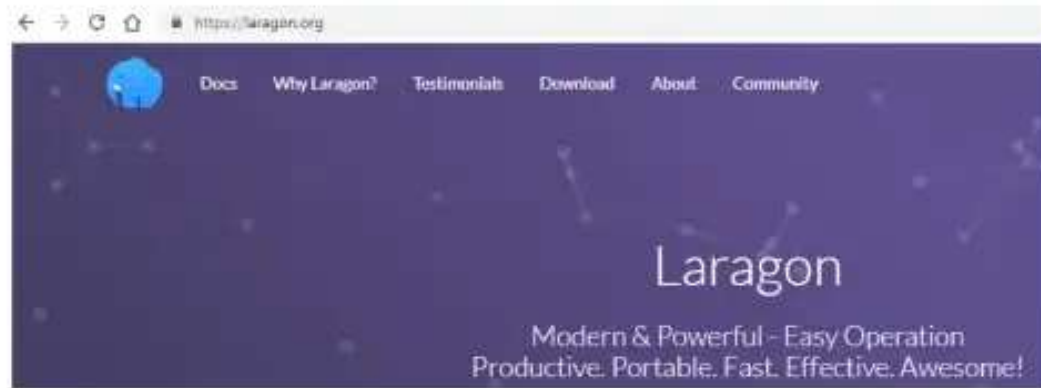 https://laragon.org
Docs Why Laragon? Testimonials Download About Community
Laragon
Modern & Powerful - Easy Operation
Productive. Portable. Fast. Effective. Awesome!